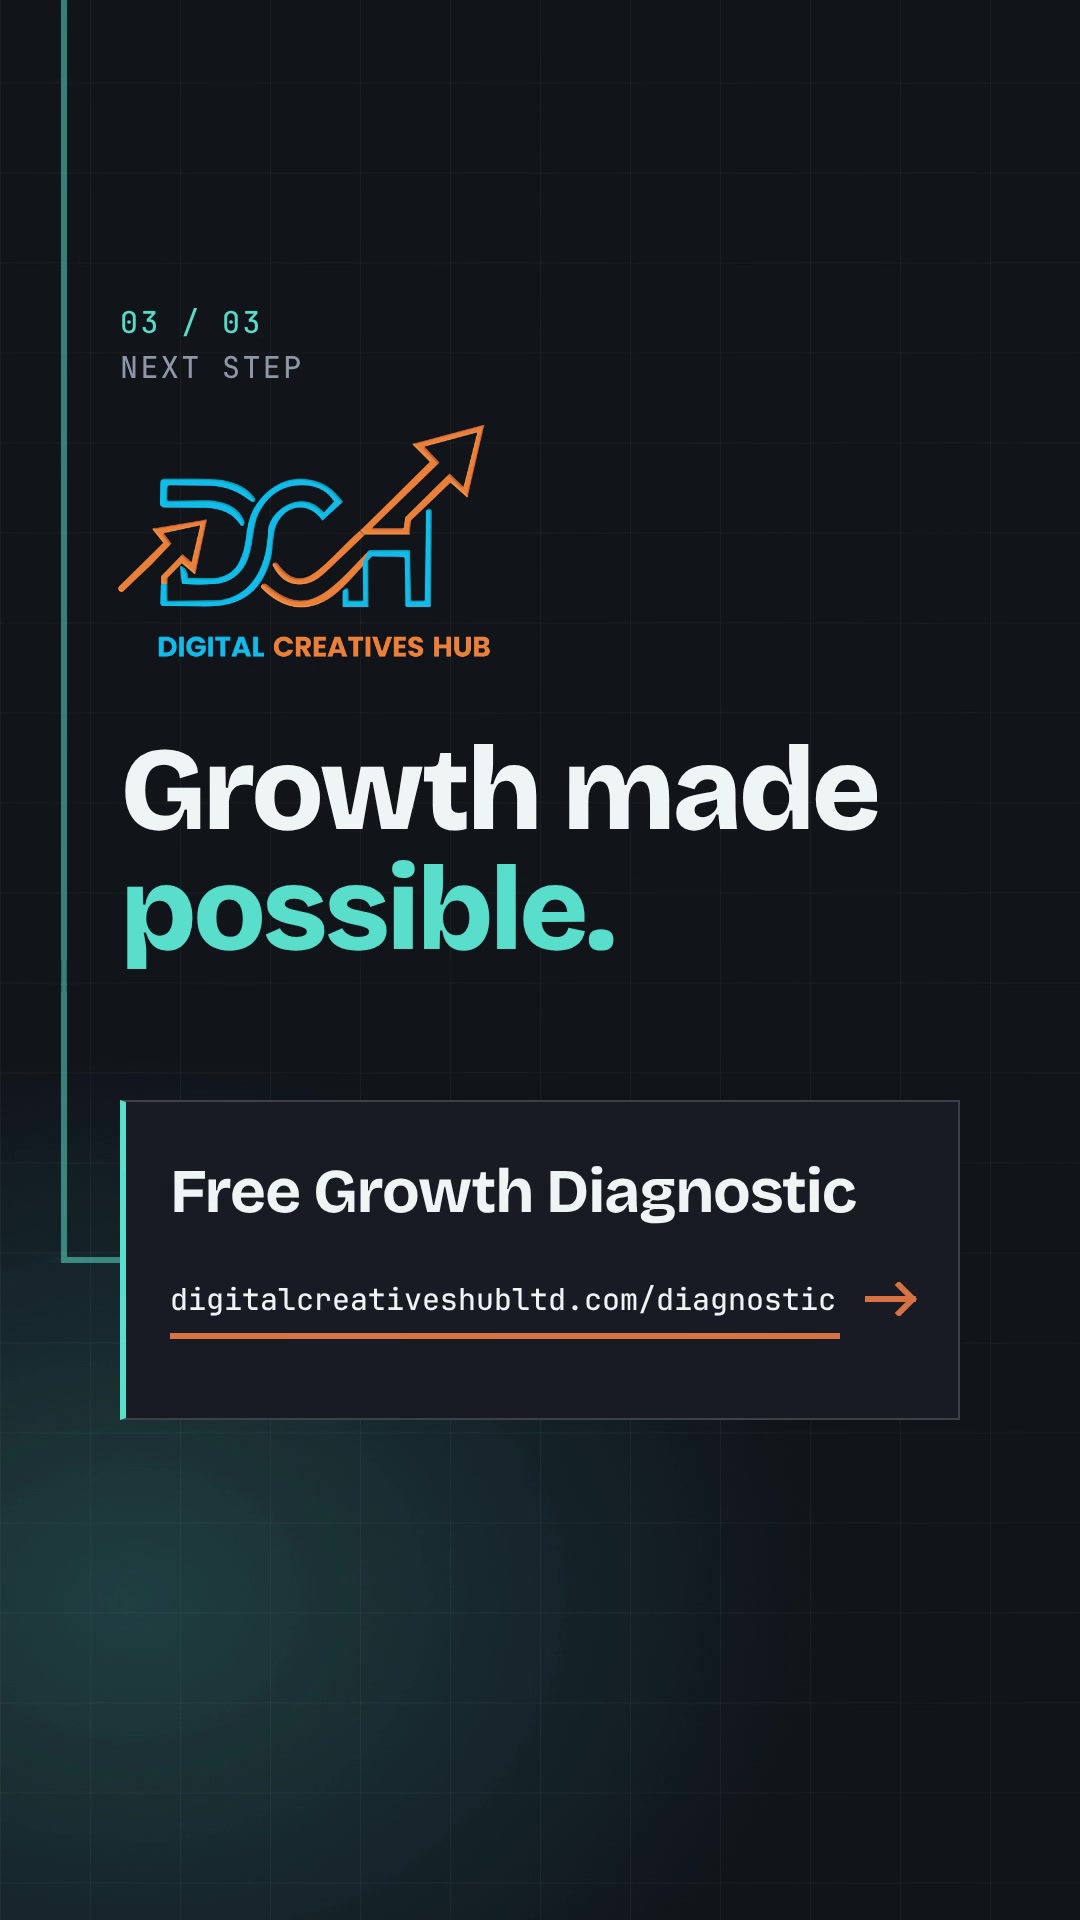 03 / 03
NEXT STEP
DCH
DIGITAL CREATIVES HUB
Growth made
possible.
Free Growth Diagnostic
digitalcreativeshubltd.com/diagnostic